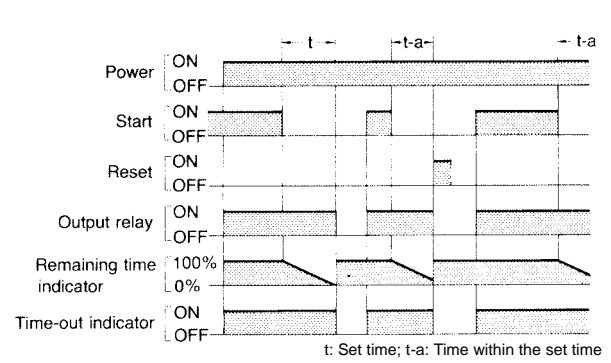 t t-a t-a
Power ON
OFF
Start ON
OFF
Reset ON
OFF
Output relay ON
OFF
Remaining time indicator 100%
0%
Time-out indicator ON
OFF
t: Set time; t-a: Time within the set time